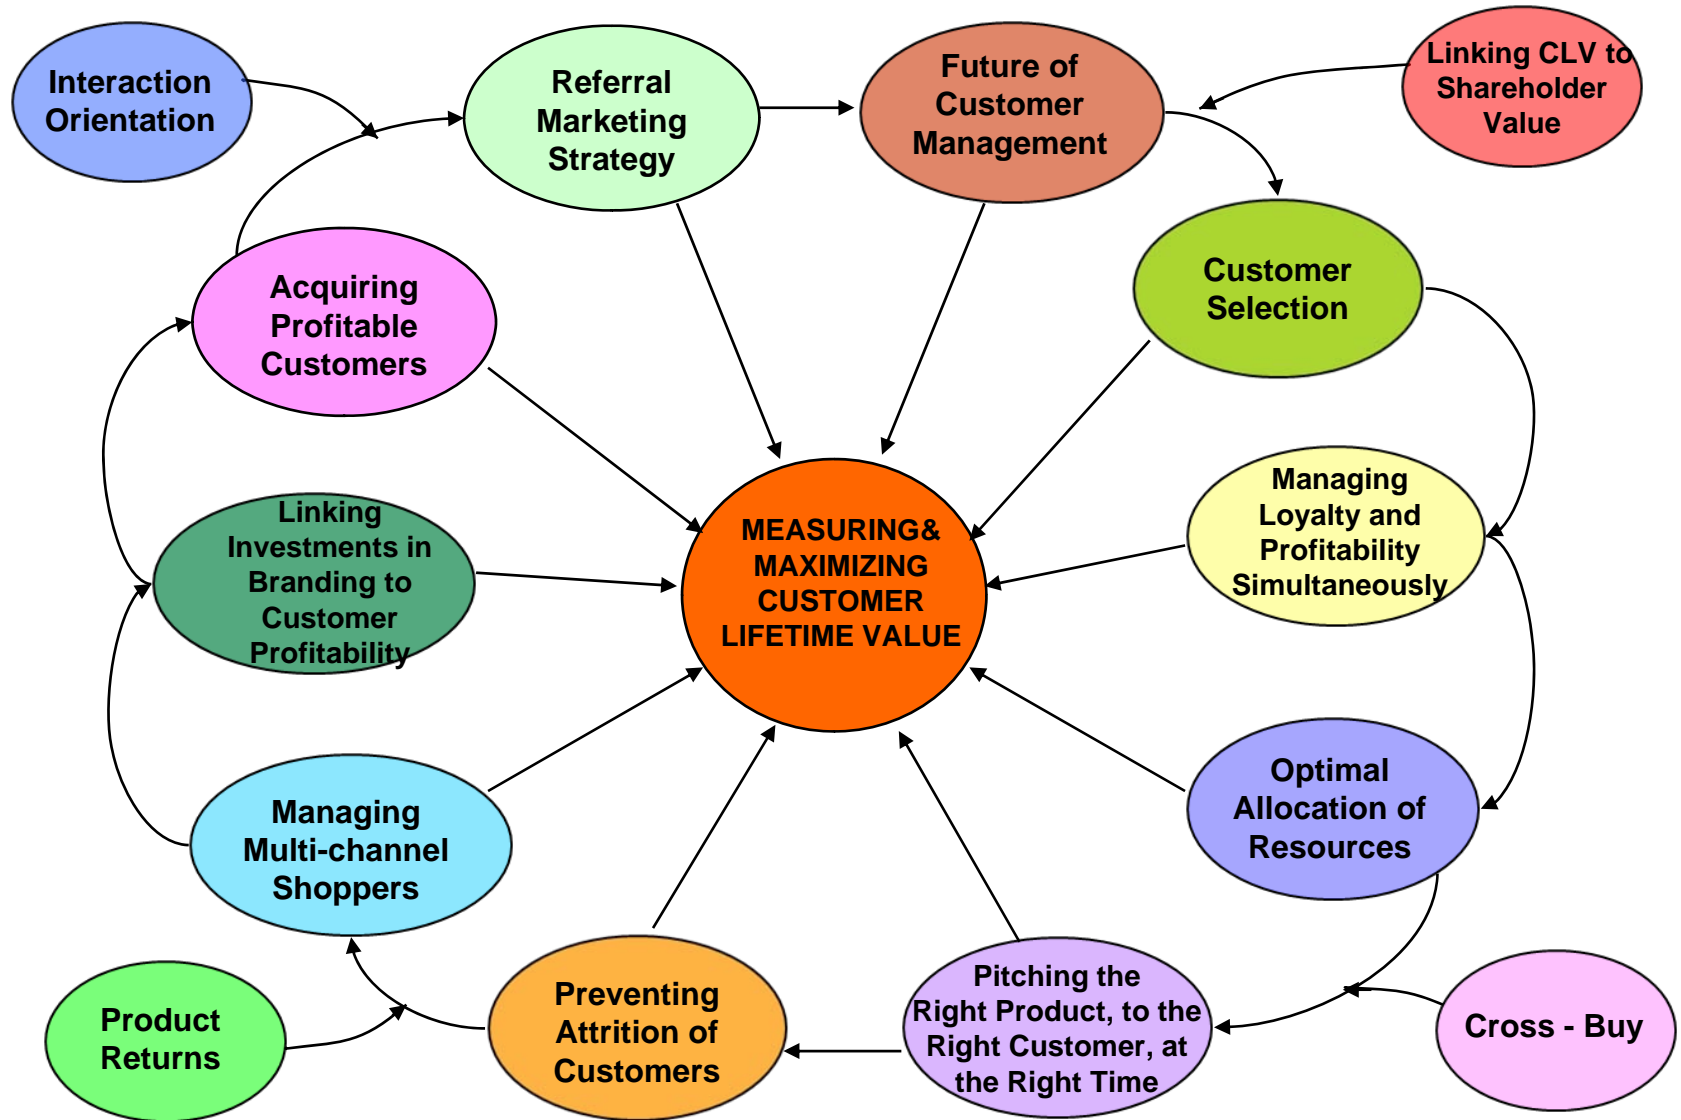 Interaction
Orientation
Referral
Marketing
Strategy
Future of
Customer
Management
Linking CLV to
Shareholder
Value
Acquiring
Profitable
Customers
Customer
Selection
Linking
Investments in
Branding to
Customer
Profitability
MEASURING&
MAXIMIZING
CUSTOMER
LIFETIME VALUE
Managing
Loyalty and
Profitability
Simultaneously
Managing
Multi-channel
Shoppers
Optimal
Allocation of
Resources
Product
Returns
Preventing
Attrition of
Customers
Pitching the
Right Product, to the
Right Customer, at
the Right Time
Cross - Buy